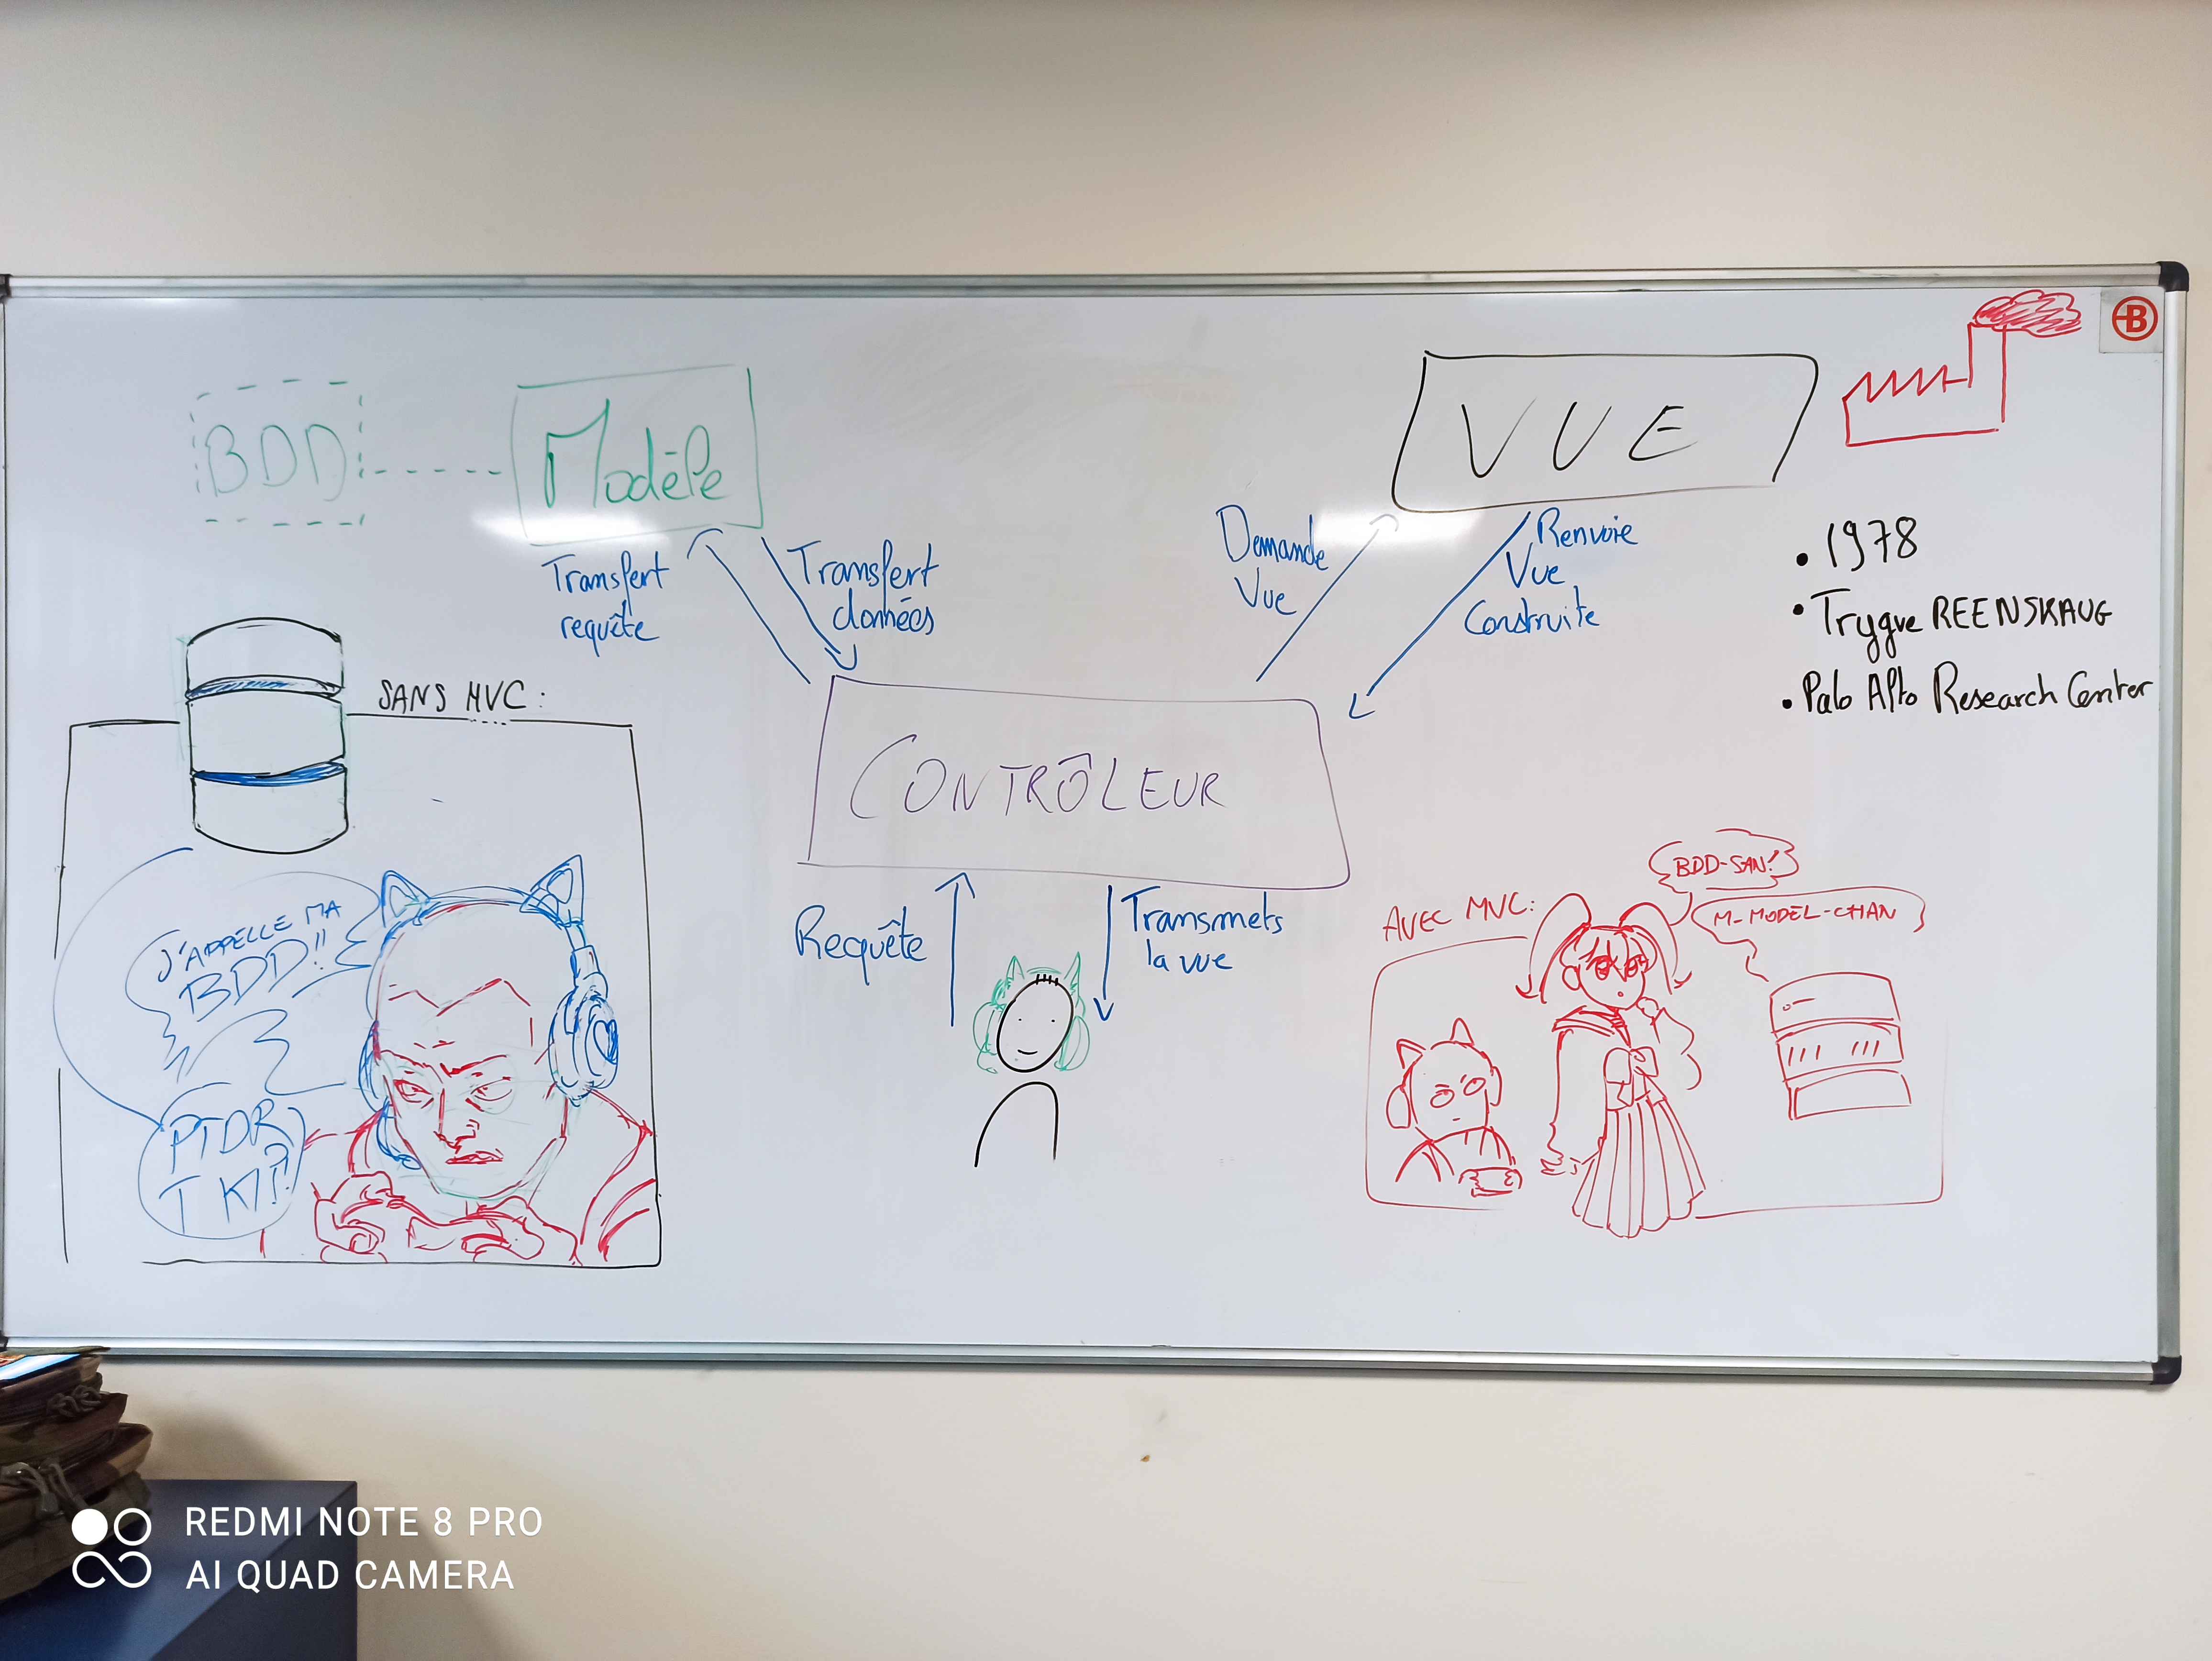 BDD
Modèle
VUE
B
Transfert
requête
Transfert
données
Demande
Vue
Renvoie
Vue
Construite
• 1978
• Trygve REENSKAUG
• Palo Alto Research Center
SANS MVC:
CONTRÔLEUR
J'APPELLE MA
BDD!!
PTDR
T KI?!
Requête
Transmets
la vue
AVEC MVC:
BDD-SAN!
M-MODEL-CHAN
REDMI NOTE 8 PRO
AI QUAD CAMERA